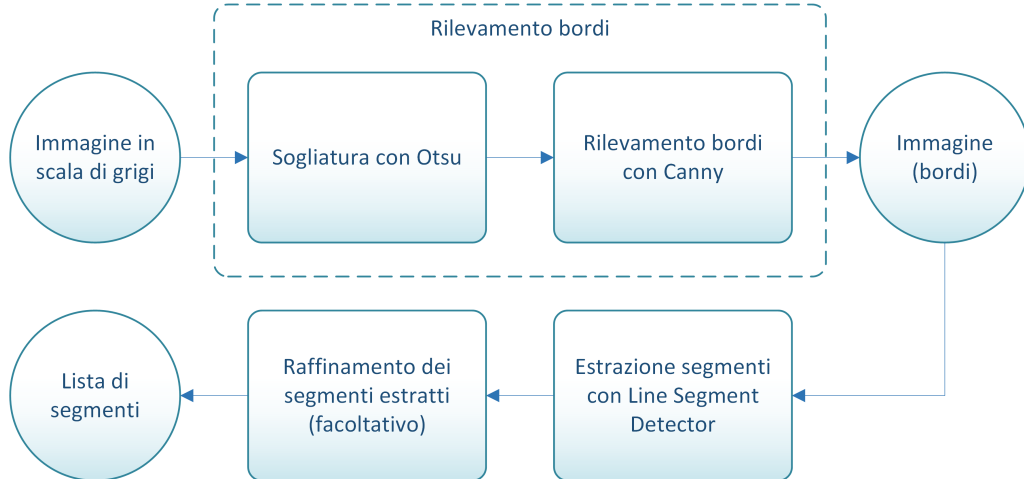 Rilevamento bordi
Immagine in
scala di grigi
Sogliatura con Otsu
Rilevamento bordi
con Canny
Immagine
(bordi)
Lista di
segmenti
Raffinamento dei
segmenti estratti
(facoltativo)
Estrazione segmenti
con Line Segment
Detector